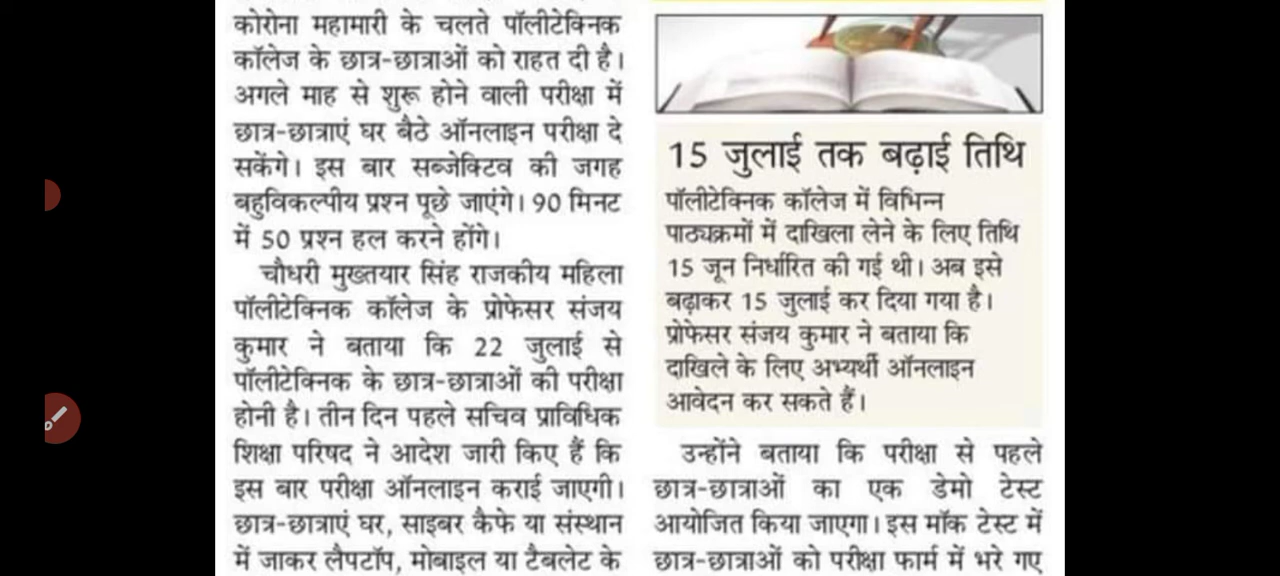 कोरोना महामारी के चलते पॉलीटेक्निक
कॉलेज के छात्र-छात्राओं को राहत दी है।
अगले माह से शुरू होने वाली परीक्षा में
छात्र-छात्राएं घर बैठे ऑनलाइन परीक्षा दे
सकेंगे। इस बार सब्जेक्टिव की जगह
बहुविकल्पीय प्रश्न पूछे जाएंगे। 90 मिनट
में 50 प्रश्न हल करने होंगे।
चौधरी मुख्तयार सिंह राजकीय महिला
पॉलीटेक्निक कॉलेज के प्रोफेसर संजय
कुमार ने बताया कि 22 जुलाई से
पॉलीटेक्निक के छात्र-छात्राओं की परीक्षा
होनी है। तीन दिन पहले सचिव प्राविधिक
शिक्षा परिषद ने आदेश जारी किए हैं कि
इस बार परीक्षा ऑनलाइन कराई जाएगी।
छात्र-छात्राएं घर, साइबर कैफे या संस्थान
में जाकर लैपटॉप, मोबाइल या टैबलेट के
15 जुलाई तक बढ़ाई तिथि
पॉलीटेक्निक कॉलेज में विभिन्न
पाठ्यक्रमों में दाखिला लेने के लिए तिथि
15 जून निर्धारित की गई थी। अब इसे
बढ़ाकर 15 जुलाई कर दिया गया है।
प्रोफेसर संजय कुमार ने बताया कि
दाखिले के लिए अभ्यर्थी ऑनलाइन
आवेदन कर सकते हैं।
उन्होंने बताया कि परीक्षा से पहले
छात्र-छात्राओं का एक डेमो टेस्ट
आयोजित किया जाएगा। इस मॉक टेस्ट में
छात्र-छात्राओं को परीक्षा फार्म में भरे गए